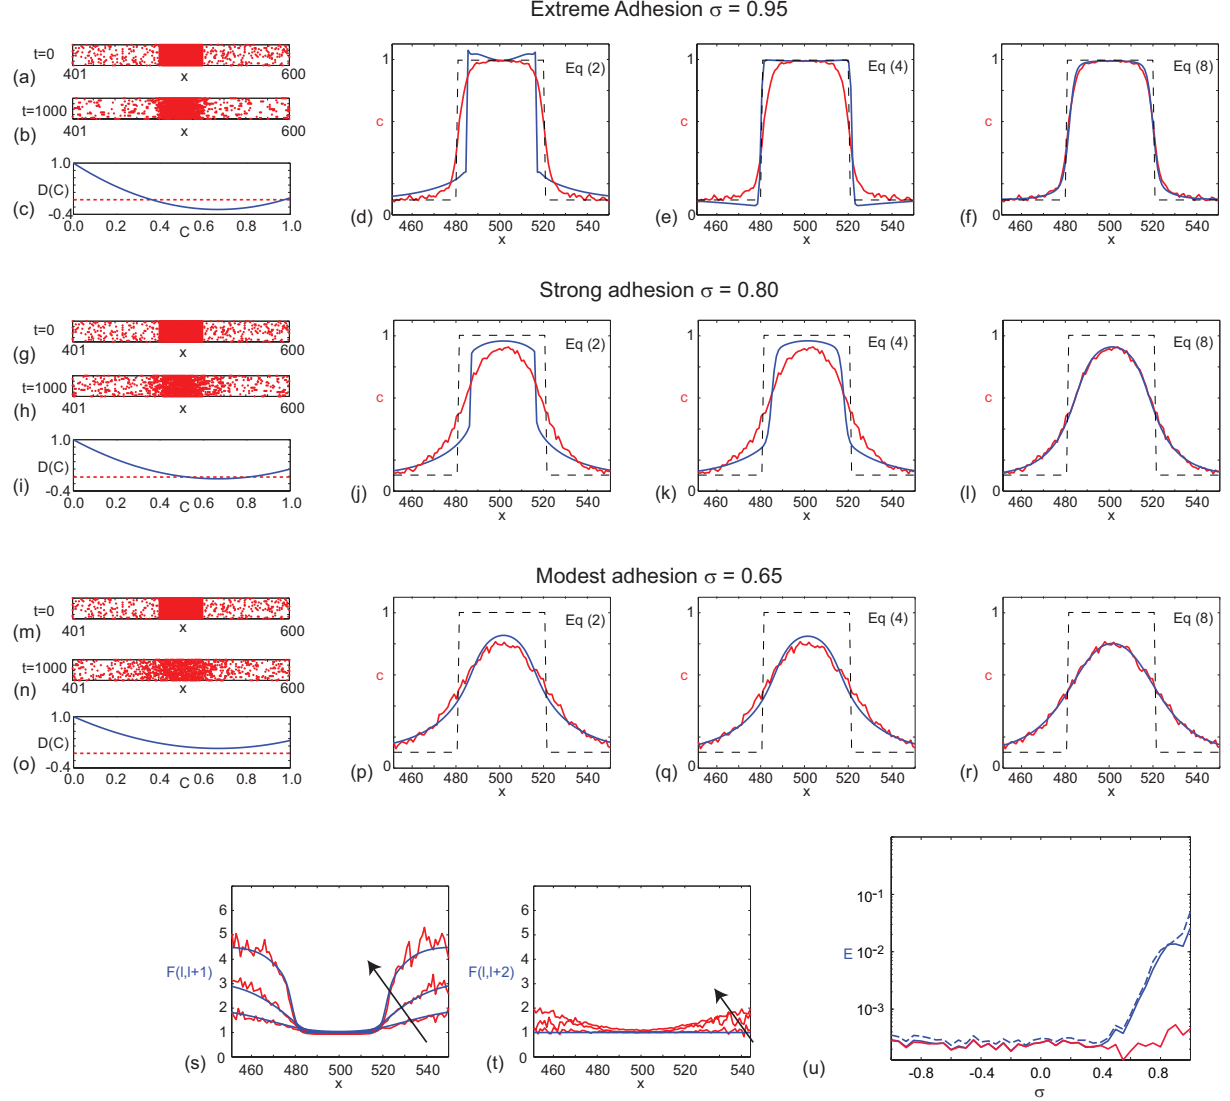 Extreme Adhesion σ = 0.95
t=0
(a)
401
x
600
t=1000
(b)
401
x
600
1.0
D(C)
-0.4
(c)
0.0
0.2
0.4
C
0.6
0.8
1.0
1
Eq (2)
c
(d)
0
460
480
500
520
540
x
1
Eq (4)
c
(e)
0
460
480
500
520
540
x
1
Eq (8)
c
(f)
0
460
480
500
520
540
x
Strong adhesion σ = 0.80
t=0
(g)
401
x
600
t=1000
(h)
401
x
600
1.0
D(C)
-0.4
(i)
0.0
0.2
0.4
C
0.6
0.8
1.0
1
Eq (2)
c
(j)
0
460
480
500
520
540
x
1
Eq (4)
c
(k)
0
460
480
500
520
540
x
1
Eq (8)
c
(l)
0
460
480
500
520
540
x
Modest adhesion σ = 0.65
t=0
(m)
401
x
600
t=1000
(n)
401
x
600
1.0
D(C)
-0.4
(o)
0.0
0.2
0.4
C
0.6
0.8
1.0
1
Eq (2)
c
(p)
0
460
480
500
520
540
x
1
Eq (4)
c
(q)
0
460
480
500
520
540
x
1
Eq (8)
c
(r)
0
460
480
500
520
540
x
6
5
4
F(l,l+1)
3
2
1
0
(s)
460
480
500
520
540
x
6
5
4
F(l,l+2)
3
2
1
0
(t)
460
480
500
520
540
x
10-1
E
10-2
10-3
(u)
-0.8
-0.4
0.0
0.4
0.8
σ